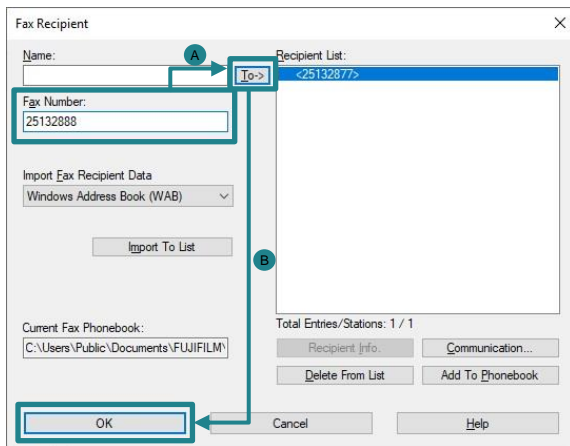 Fax Recipient
Name:
A
To->
Fax Number:
25132888
Import Fax Recipient Data
Windows Address Book (WAB)
Import To List
Current Fax Phonebook:
C:\Users\Public\Documents\FUJIFILM\
Recipient List:
<25132877>
B
Total Entries/Stations: 1 / 1
Recipient Info.
Communication...
Delete From List
Add To Phonebook
OK
Cancel
Help